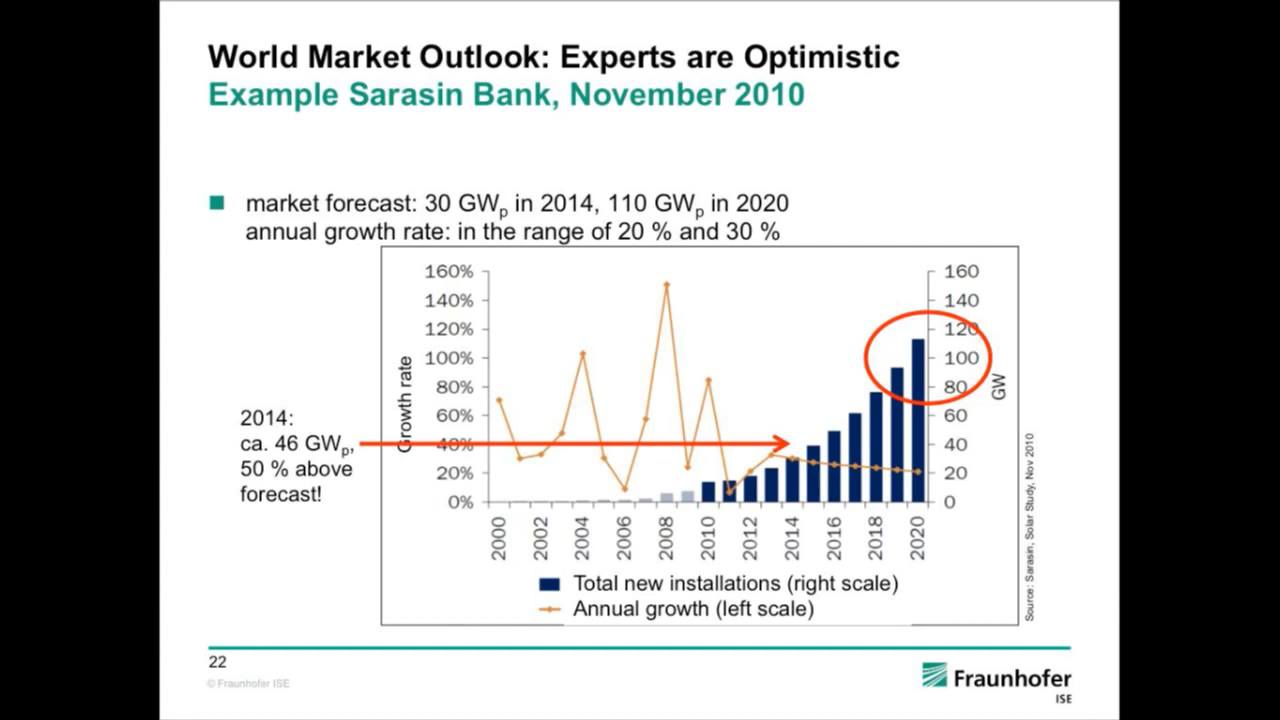 World Market Outlook: Experts are Optimistic
Example Sarasin Bank, November 2010
market forecast: 30 GWp in 2014, 110 GWp in 2020
annual growth rate: in the range of 20 % and 30 %
2014:
ca. 46 GWp,
50 % above
forecast!
Growth rate
160%
140%
120%
100%
80%
60%
40%
20%
0%
160
140
120
100
80
60
40
20
0
GW
2000
2002
2004
2006
2008
2010
2012
2014
2016
2018
2020
Total new installations (right scale)
Annual growth (left scale)
Source: Sarasin, Solar Study, Nov 2010
22
© Fraunhofer ISE
Fraunhofer
ISE